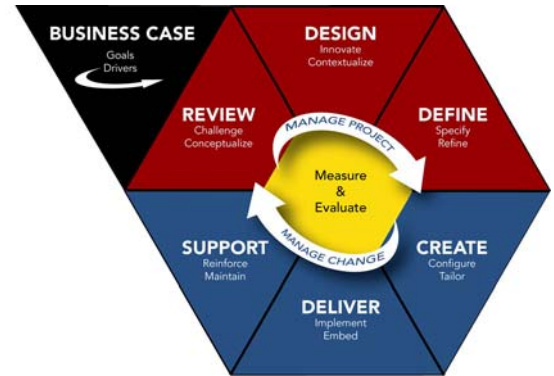 BUSINESS CASE
Goals
Drivers
DESIGN
Innovate
Contextualize
REVIEW
Challenge
Conceptualize
DEFINE
Specify
Refine
MANAGE PROJECT
Measure
&
Evaluate
MANAGE CHANGE
SUPPORT
Reinforce
Maintain
CREATE
Configure
Tailor
DELIVER
Implement
Embed